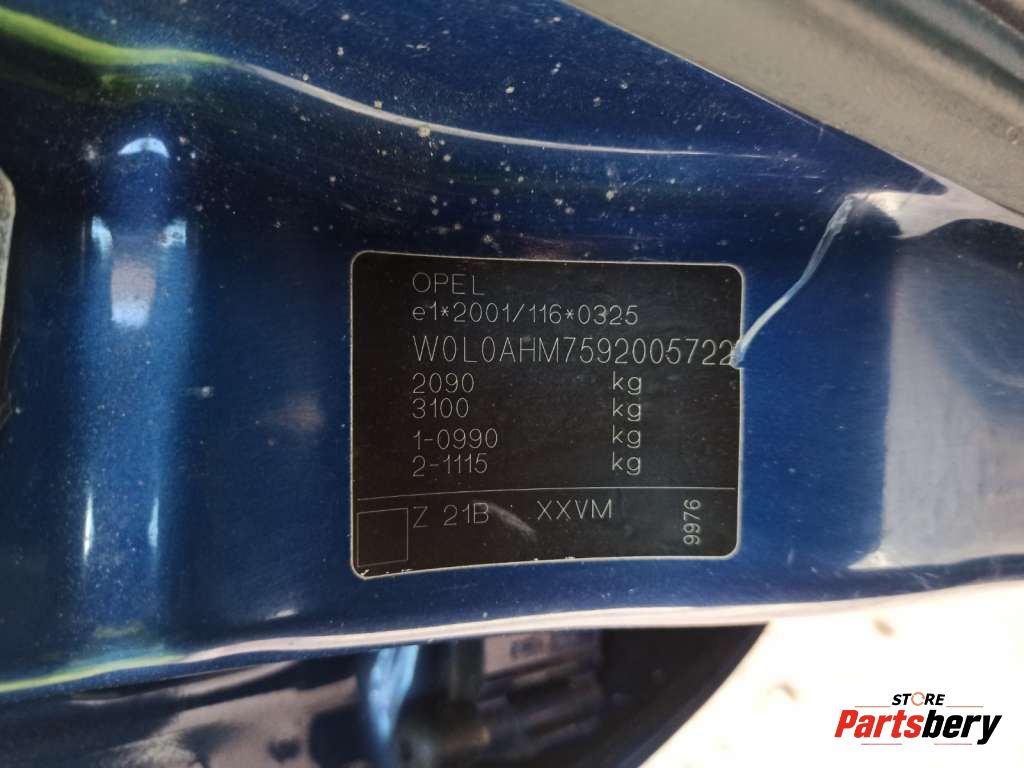 OPEL
e1*2001/116*0325
W0L0AHM7592005722
2090 kg
3100 kg
1-0990 kg
2-1115 kg
Z 21B XXVM
9976
STORE
Partsbery